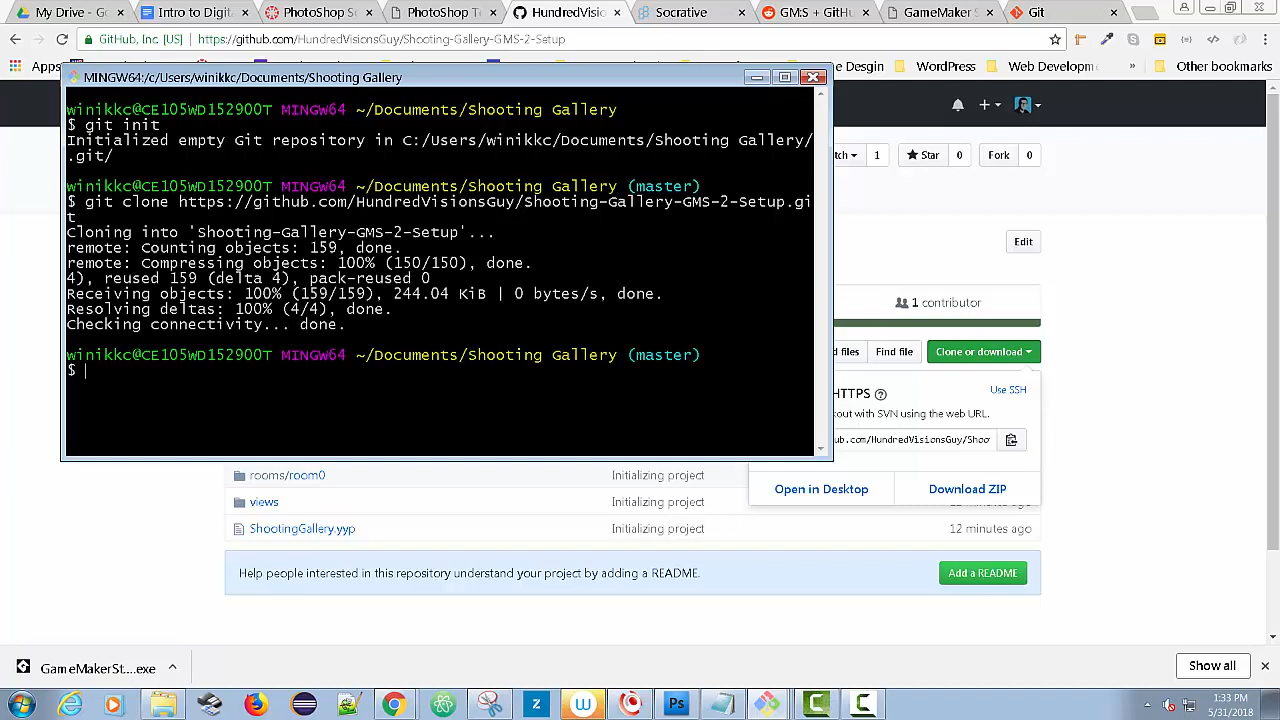 My Drive - Go
Intro to Digit
PhotoShop S
PhotoShop T
HundredVisio
Socrative
GM:S + GitHu
GameMaker S
Git
GitHub, Inc. [US]
https://github.com/HundredVisionsGuy/Shooting-Gallery-GMS-2-Setup
Apps
Desgin
WordPress
Web Developm
»
Other bookmarks
MINGW64:/c/Users/winikkc/Documents/Shooting Gallery
winikkc@CE105WD152900T MINGW64 ~/Documents/Shooting Gallery
$ git init
Initialized empty Git repository in C:/Users/winikkc/Documents/Shooting Gallery/
.git/
winikkc@CE105WD152900T MINGW64 ~/Documents/Shooting Gallery (master)
$ git clone https://github.com/HundredVisionsGuy/Shooting-Gallery-GMS-2-Setup.gi
t
Cloning into 'Shooting-Gallery-GMS-2-Setup'...
remote: Counting objects: 159, done.
remote: Compressing objects: 100% (150/150), done.
4), reused 159 (delta 4), pack-reused 0
Receiving objects: 100% (159/159), 244.04 KiB | 0 bytes/s, done.
Resolving deltas: 100% (4/4), done.
Checking connectivity... done.
winikkc@CE105WD152900T MINGW64 ~/Documents/Shooting Gallery (master)
$
tch
1
Star
0
Fork
0
Edit
1 contributor
d files
Find file
Clone or download
HTTPS
Use SSH
out with SVN using the web URL.
ub.com/HundredVisionsGuy/Shoo
Open in Desktop
Download ZIP
rooms/room0
Initializing project
views
Initializing project
ShootingGallery.yyp
Initializing project
12 minutes ago
Help people interested in this repository understand your project by adding a README.
Add a README
GameMakerSt....exe
Show all
1:33 PM
5/31/2018